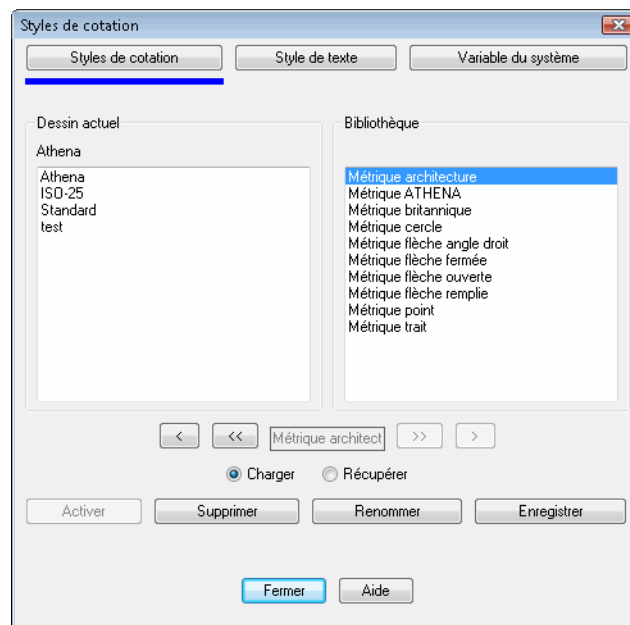 Styles de cotation
Styles de cotation Style de texte Variable du système
Dessin actuel
Athena
Athena
ISO-25
Standard
test
Bibliothèque
Métrique architecture
Métrique ATHENA
Métrique britannique
Métrique cercle
Métrique flèche angle droit
Métrique flèche fermée
Métrique flèche ouverte
Métrique flèche remplie
Métrique point
Métrique trait
< << Métrique architect >> >
Charger Récupérer
Activer Supprimer Renommer Enregistrer
Fermer Aide